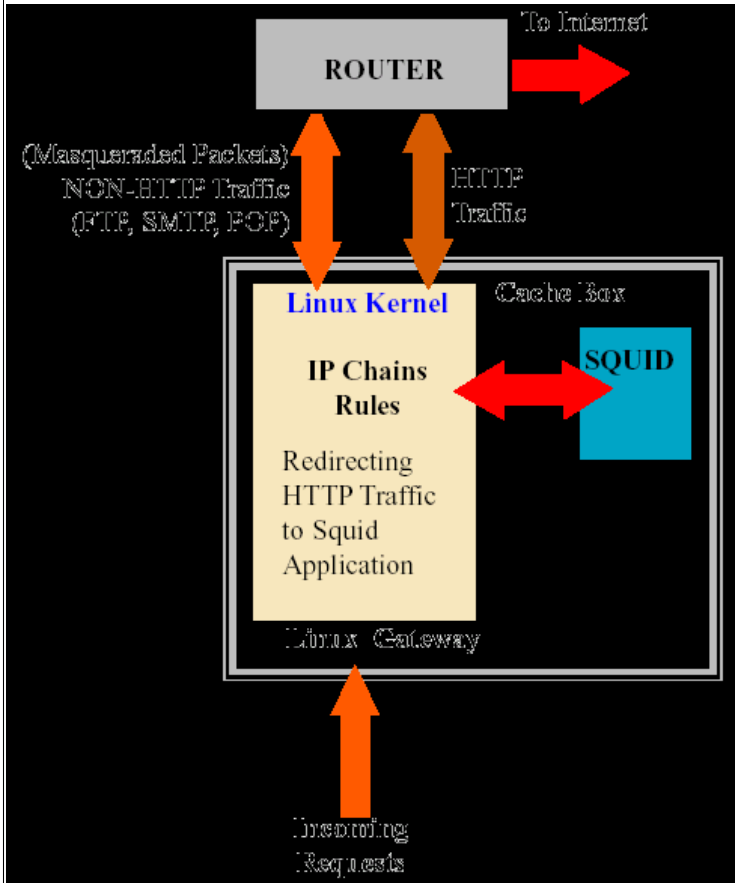 To Internet
ROUTER
(Masqueraded Packets)
NON-HTTP Traffic
(FTP, SMTP, POP)
HTTP
Traffic
Linux Kernel
Cache Box
IP Chains
Rules
SQUID
Redirecting
HTTP Traffic
to Squid
Application
Linux Gateway
Incoming
Requests